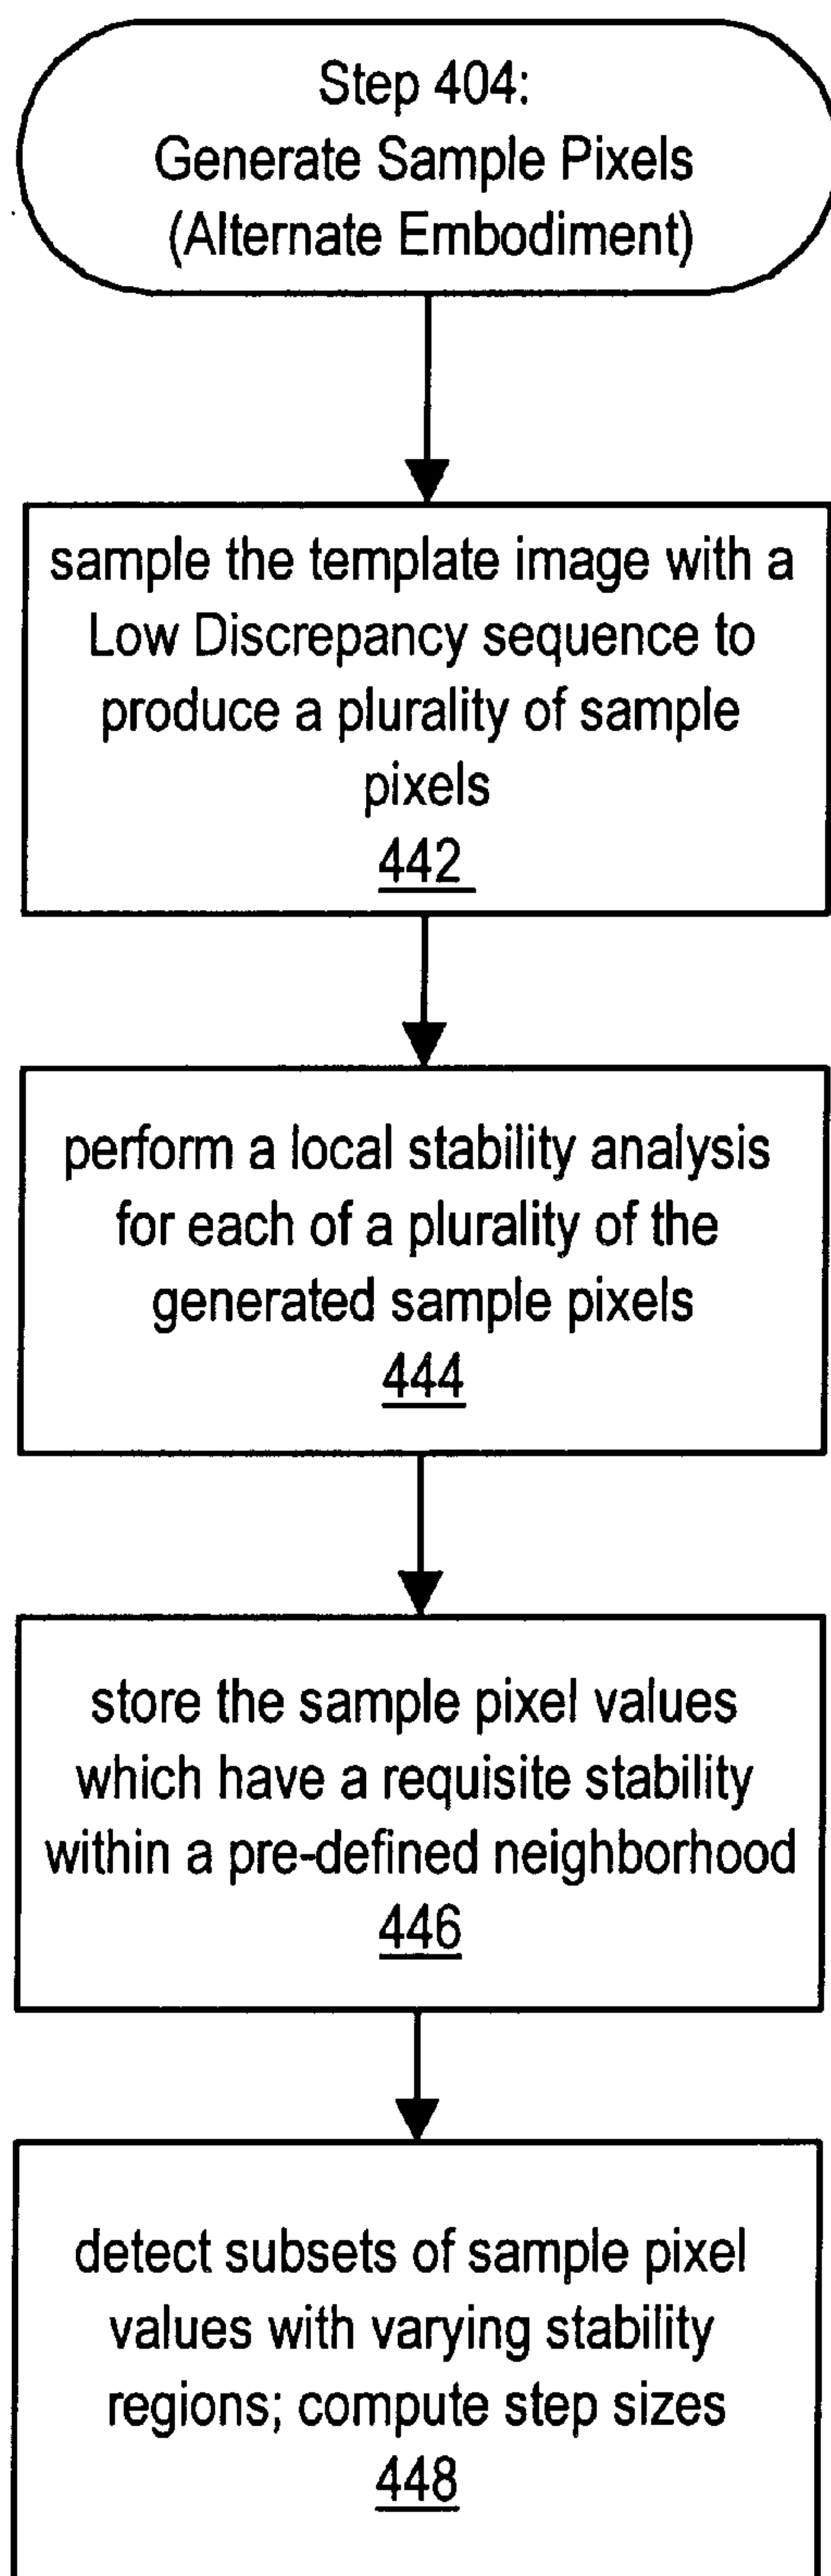 Step 404:
Generate Sample Pixels
(Alternate Embodiment)
sample the template image with a
Low Discrepancy sequence to
produce a plurality of sample
pixels
442
perform a local stability analysis
for each of a plurality of the
generated sample pixels
444
store the sample pixel values
which have a requisite stability
within a pre-defined neighborhood
446
detect subsets of sample pixel
values with varying stability
regions; compute step sizes
448